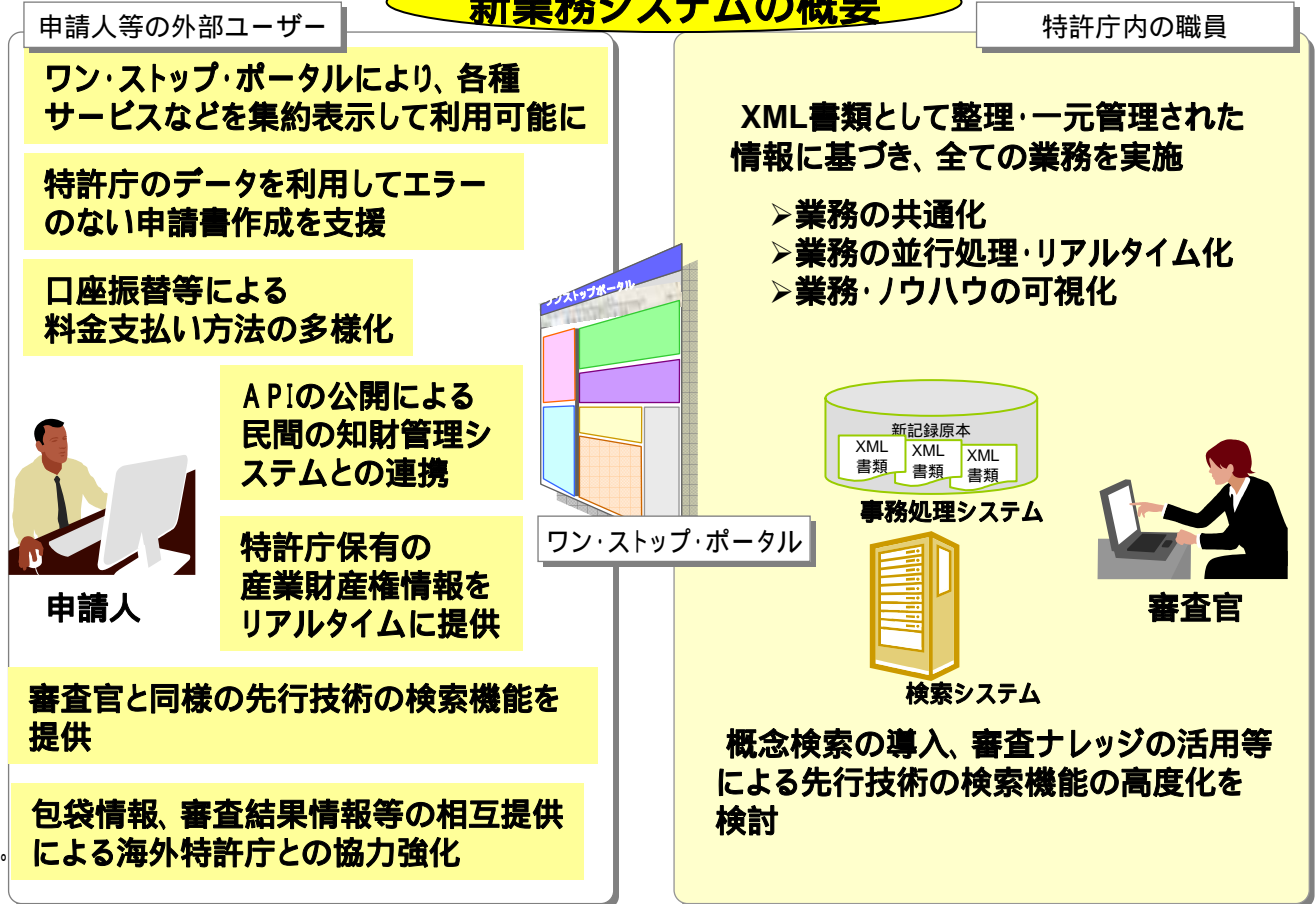 新業務システムの概要
申請人等の外部ユーザー
ワン・ストップ・ポータルにより、各種
サービスなどを集約表示して利用可能に
特許庁のデータを利用してエラー
のない申請書作成を支援
口座振替等による
料金支払い方法の多様化
APIの公開による
民間の知財管理シ
ステムとの連携
特許庁保有の
産業財産権情報を
リアルタイムに提供
申請人
審査官と同様の先行技術の検索機能を
提供
包袋情報、審査結果情報等の相互提供
による海外特許庁との協力強化
。
ワンストップポータル
ワン・ストップ・ポータル
特許庁内の職員
XML書類として整理・一元管理された
情報に基づき、全ての業務を実施
➢業務の共通化
➢業務の並行処理・リアルタイム化
➢業務・ノウハウの可視化
新記録原本
XML
書類
XML
書類
XML
書類
事務処理システム
検索システム
審査官
概念検索の導入、審査ナレッジの活用等
による先行技術の検索機能の高度化を
検討